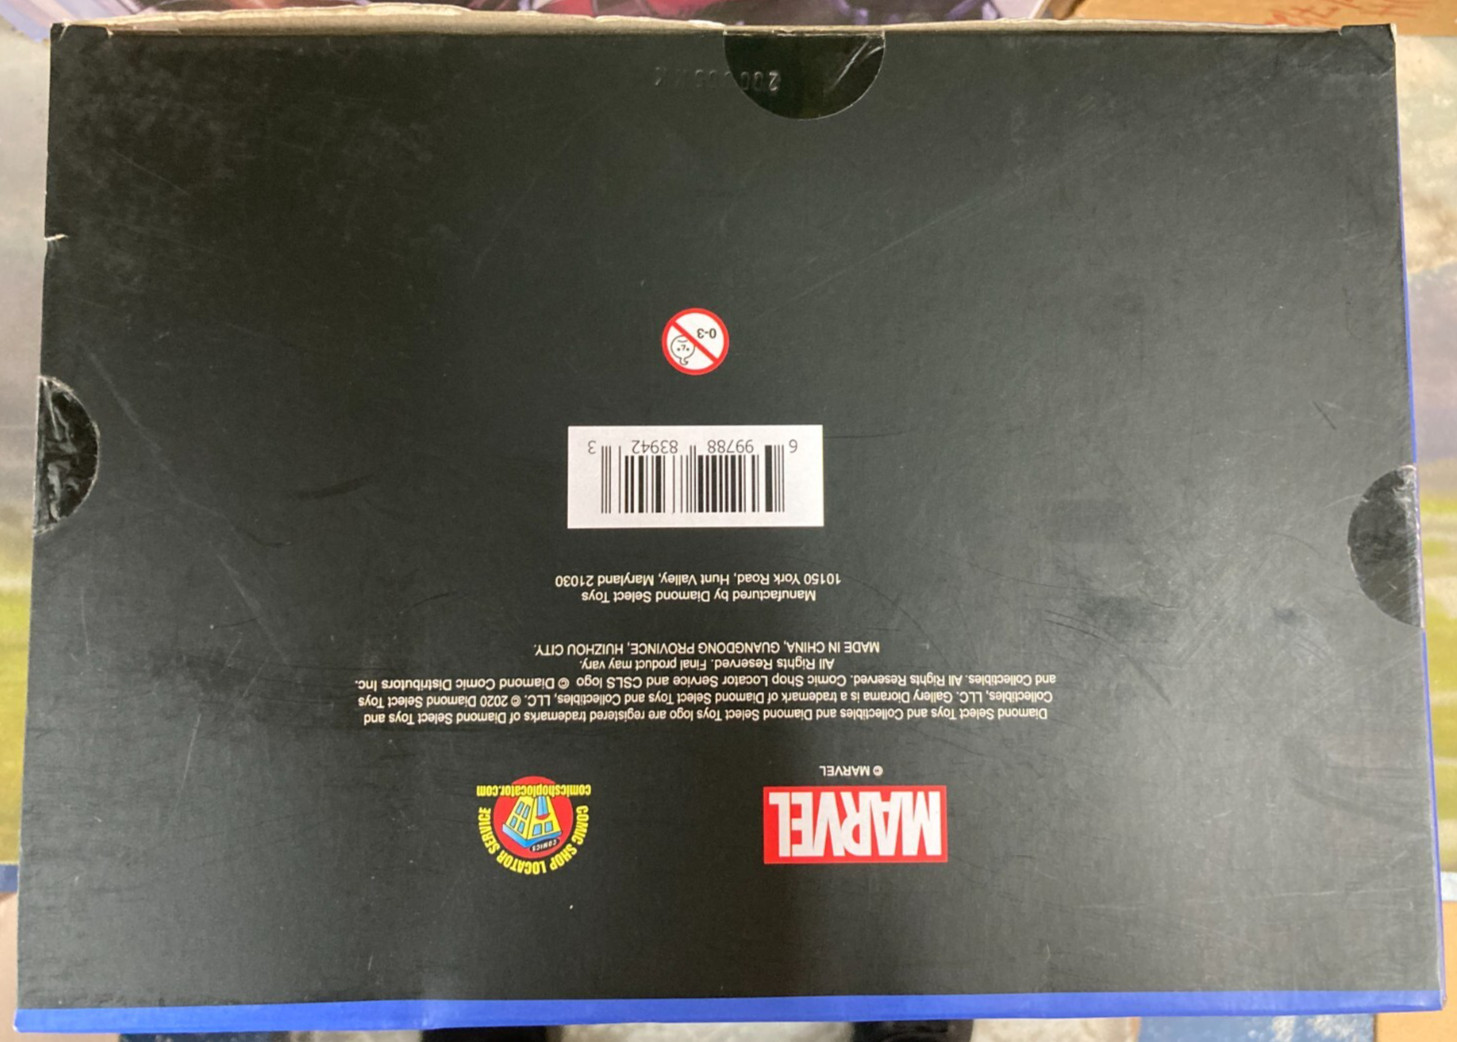 MARVEL
© MARVEL
COMIC SHOP LOCATOR SERVICE
COMICS
comicshoplocator.com
Diamond Select Toys and Collectibles and Diamond Select Toys logo are registered trademarks of Diamond Select Toys and
Collectibles, LLC. Gallery Diorama is a trademark of Diamond Select Toys and Collectibles, LLC. © 2020 Diamond Select Toys
and Collectibles. All Rights Reserved. Comic Shop Locator Service and CSLS logo © Diamond Comic Distributors Inc.
All Rights Reserved. Final product may vary.
MADE IN CHINA, GUANGDONG PROVINCE, HUIZHOU CITY.
Manufactured by Diamond Select Toys
10150 York Road, Hunt Valley, Maryland 21030
6 99788 83942 3
0-3